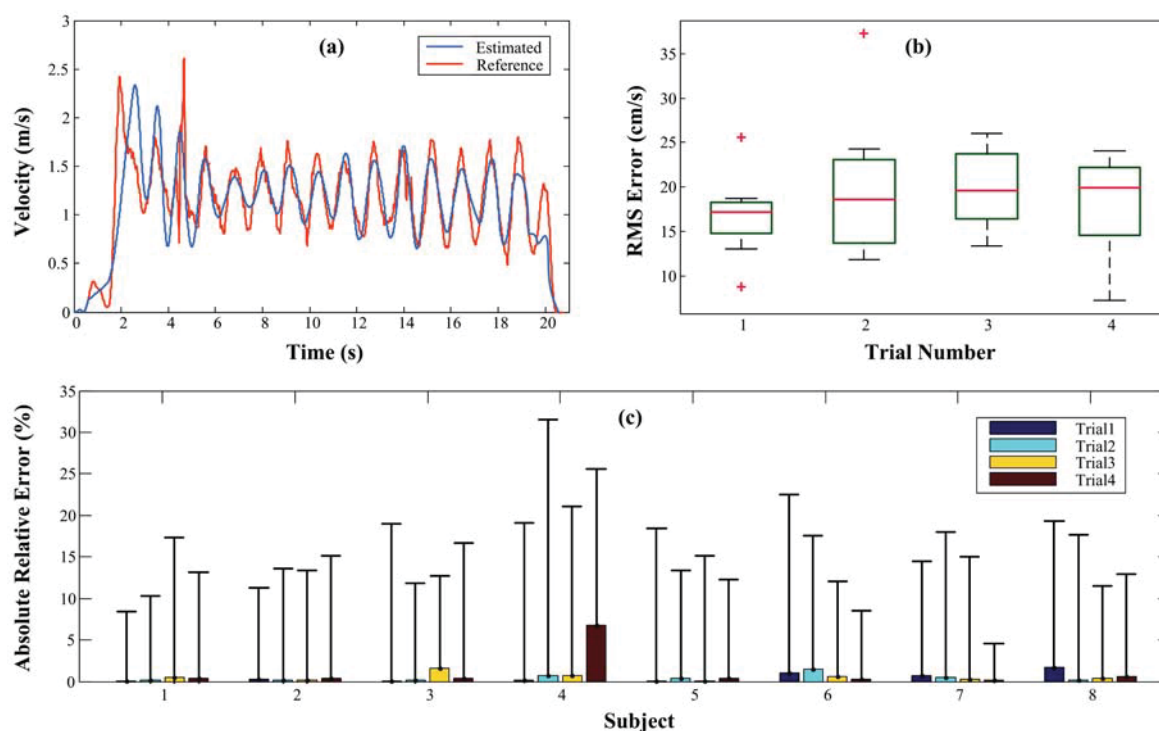 3
2.5
2
1.5
1
0.5
0
Velocity (m/s)
(a)
Estimated
Reference
0 2 4 6 8 10 12 14 16 18 20
Time (s)
35
30
25
20
15
10
RMS Error (cm/s)
(b)
1 2 3 4
Trial Number
35
30
25
20
15
10
5
0
Absolute Relative Error (%)
(c)
Trial1
Trial2
Trial3
Trial4
1 2 3 4 5 6 7 8
Subject